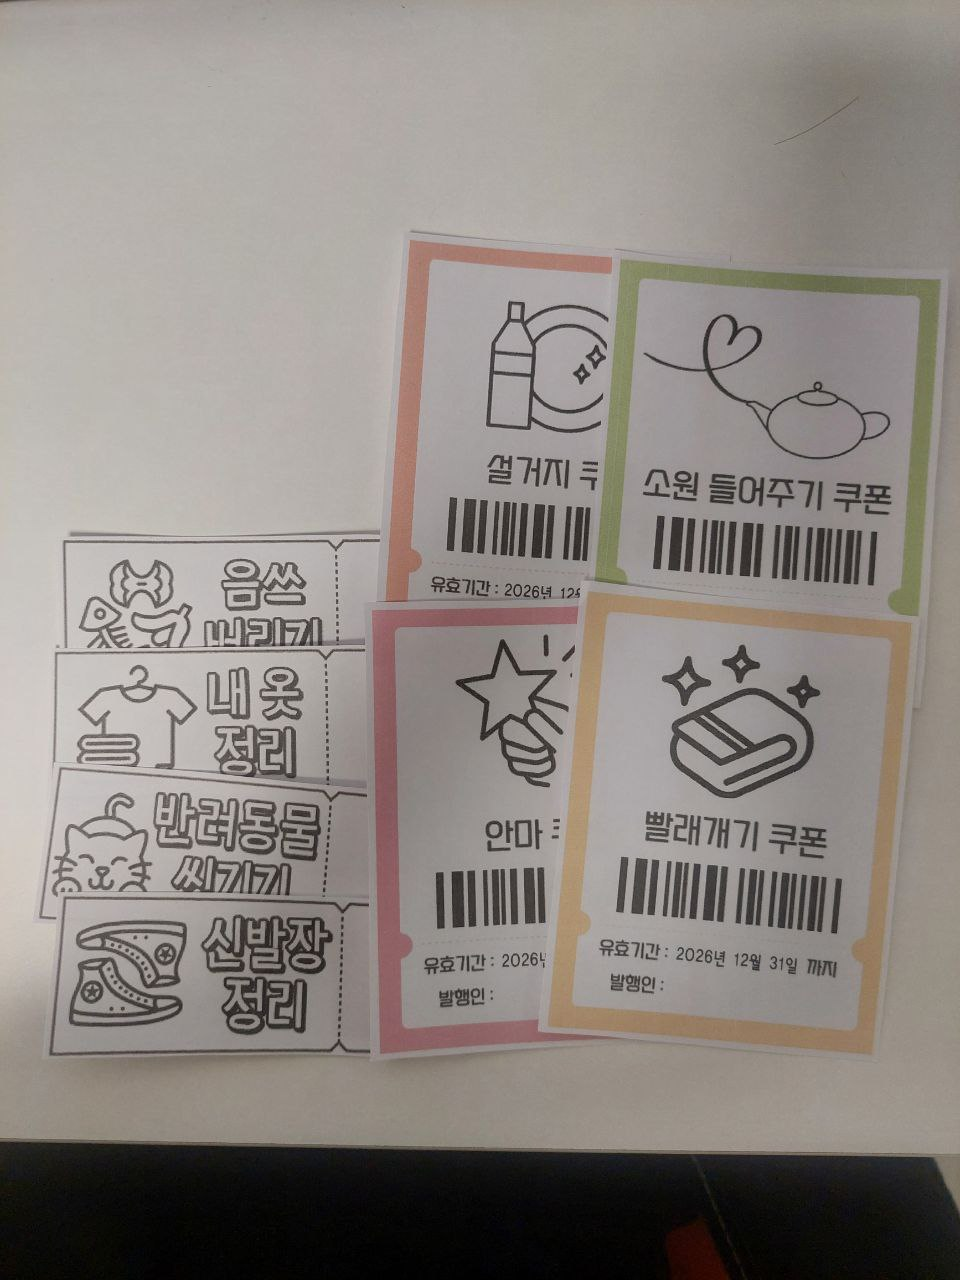 음쓰
버리기
내 옷
정리
반려동물
씻기기
신발장
정리
설거지
유효기간 : 2026년
소원 들어주기 쿠폰
안마
유효기간 : 2026년
발행인 :
빨래개기 쿠폰
유효기간 : 2026년 12월 31일 까지
발행인 :